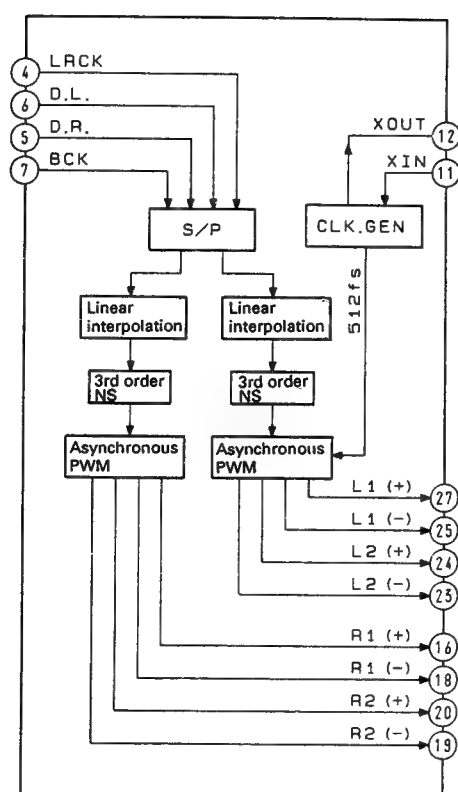 4 LRCK
6 D.L.
5 D.R.
7 BCK
XOUT 12
XIN 11
S/P
CLK.GEN
512fs
Linear
interpolation
Linear
interpolation
3rd order
NS
3rd order
NS
Asynchronous
PWM
Asynchronous
PWM
L1 (+) 27
L1 (-) 25
L2 (+) 24
L2 (-) 23
R1 (+) 16
R1 (-) 18
R2 (+) 20
R2 (-) 19